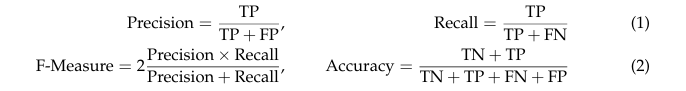 Precision = TP / (TP + FP), Recall = TP / (TP + FN) (1)
F-Measure = 2 (Precision × Recall) / (Precision + Recall), Accuracy = (TN + TP) / (TN + TP + FN + FP) (2)